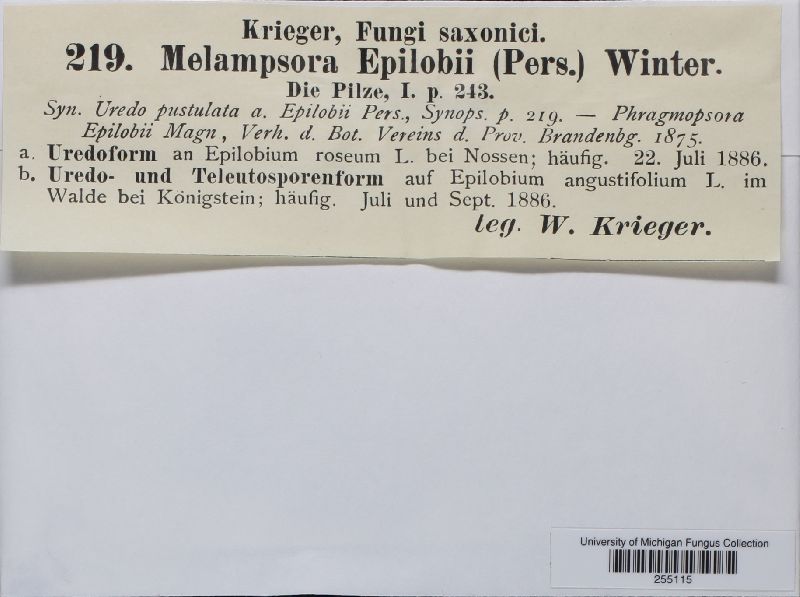 Krieger, Fungi saxonici.
219. Melampsora Epilobii (Pers.) Winter.
Die Pilze, I. p. 243.
Syn. Uredo pustulata a. Epilobii Pers., Synops. p. 219. — Phragmopsora
Epilobii Magn, Verh. d. Bot. Vereins d. Prov. Brandenbg. 1875.
a. Uredoform an Epilobium roseum L. bei Nossen; häufig. 22. Juli 1886.
b. Uredo- und Teleutosporenform auf Epilobium angustifolium L. im
Walde bei Königstein; häufig. Juli und Sept. 1886.
leg. W. Krieger.
University of Michigan Fungus Collection
255115